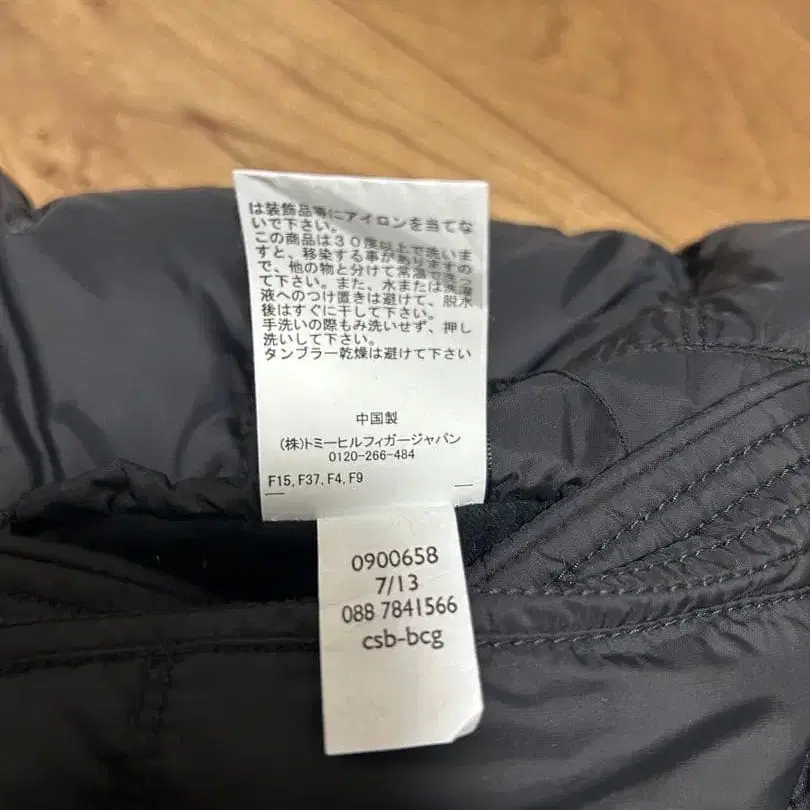 は装飾品等にアイロンを当てな
いで下さい。
この商品は３０度以上で洗いま
すと、移染する事がありますの
で、他の物と分けて常温で洗っ
て下さい。また、水または洗濯
液へのつけ置きは避けて、脱水
後はすぐに干して下さい。
手洗いの際もみ洗いせず、押し
洗いして下さい。
タンブラー乾燥は避けて下さい
中国製
(株)トミーヒルフィガージャパン
0120-266-484
F15, F37, F4, F9
0900658
7/13
088 7841566
csb-bcg